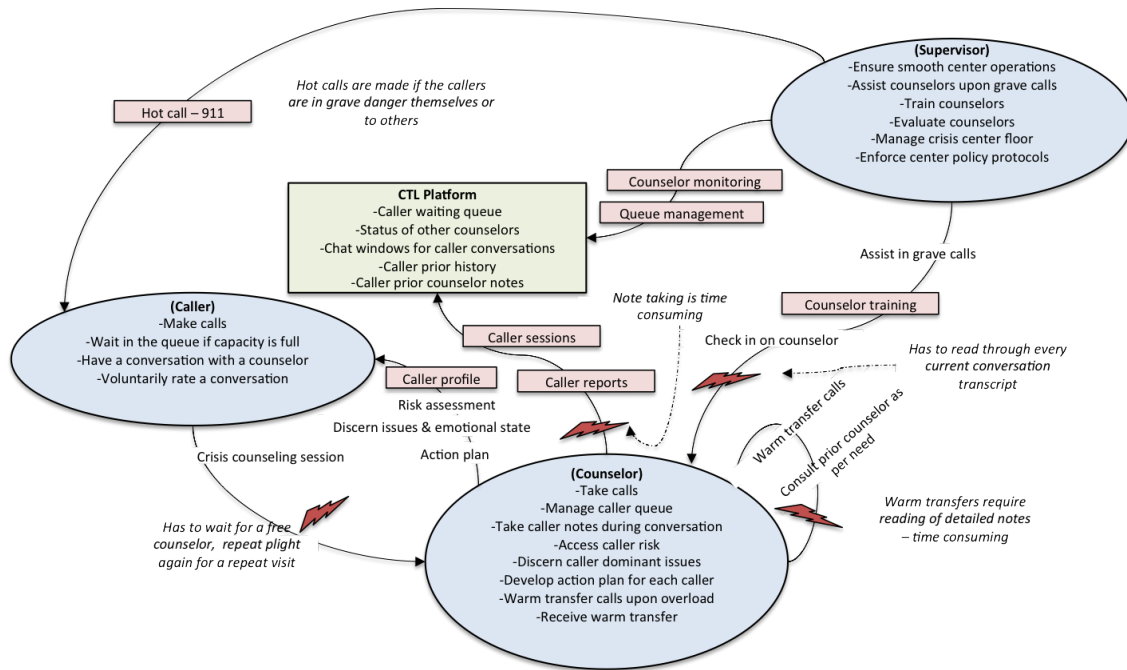 (Supervisor)
-Ensure smooth center operations
-Assist counselors upon grave calls
-Train counselors
-Evaluate counselors
-Manage crisis center floor
-Enforce center policy protocols
Hot calls are made if the callers
are in grave danger themselves or
to others
Hot call – 911
Counselor monitoring
Queue management
CTL Platform
-Caller waiting queue
-Status of other counselors
-Chat windows for caller conversations
-Caller prior history
-Caller prior counselor notes
Assist in grave calls
Counselor training
Check in on counselor
Note taking is time
consuming
Has to read through every
current conversation
transcript
(Caller)
-Make calls
-Wait in the queue if capacity is full
-Have a conversation with a counselor
-Voluntarily rate a conversation
Caller sessions
Caller reports
Caller profile
Risk assessment
Discern issues & emotional state
Action plan
Warm transfer calls
Consult prior counselor as
per need
Crisis counseling session
Has to wait for a free
counselor, repeat plight
again for a repeat visit
(Counselor)
-Take calls
-Manage caller queue
-Take caller notes during conversation
-Access caller risk
-Discern caller dominant issues
-Develop action plan for each caller
-Warm transfer calls upon overload
-Receive warm transfer
Warm transfers require
reading of detailed notes
– time consuming